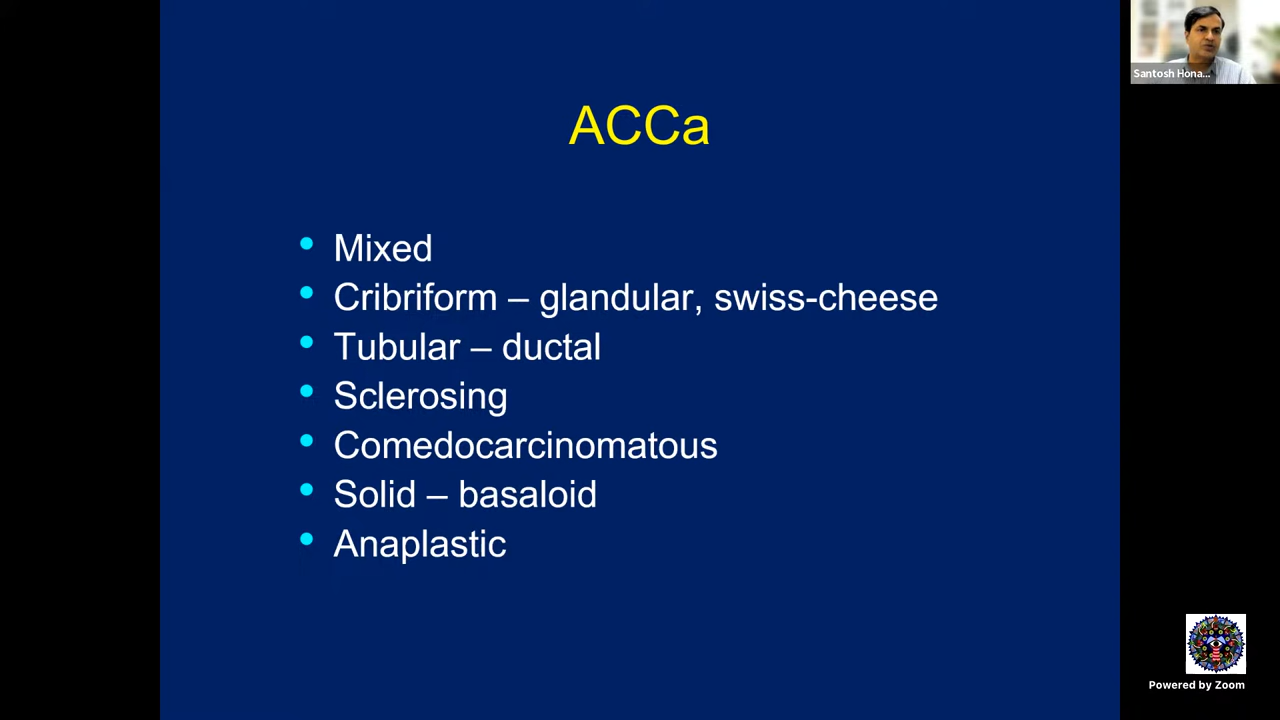 Santosh Hona...
ACCa
• Mixed
• Cribriform – glandular, swiss-cheese
• Tubular – ductal
• Sclerosing
• Comedocarcinomatous
• Solid – basaloid
• Anaplastic
Powered by Zoom